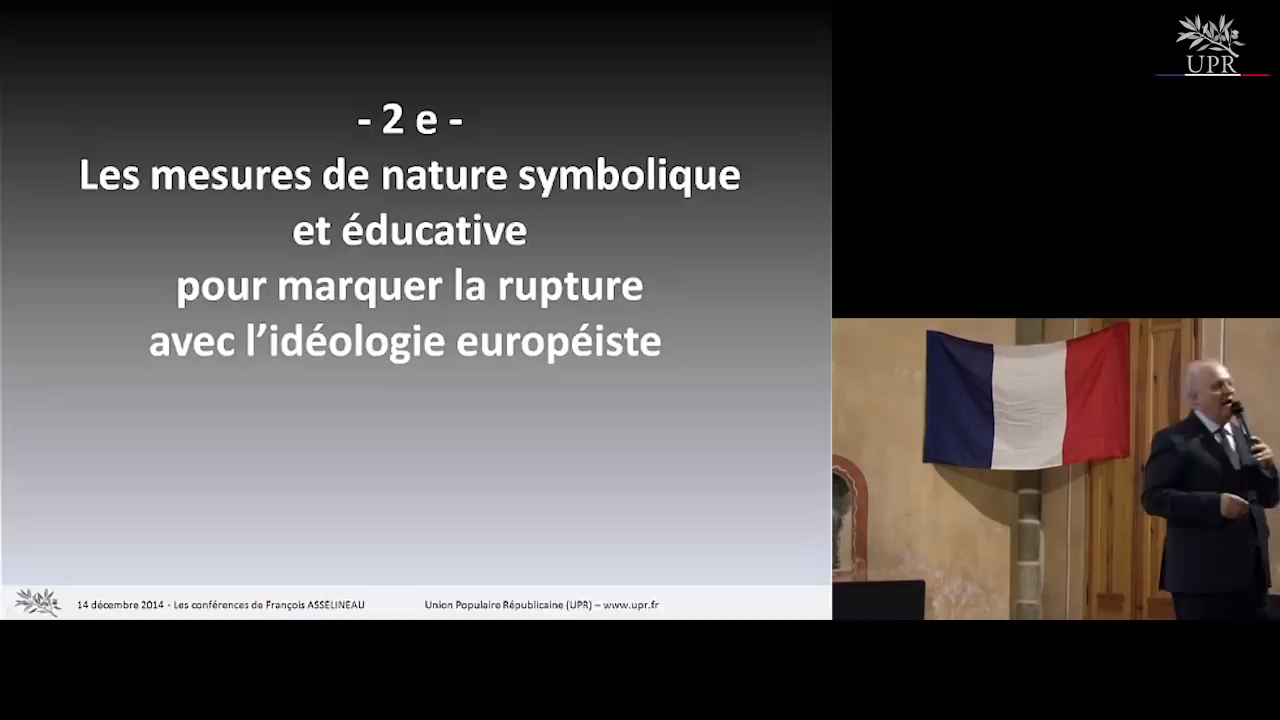 - 2 e -
Les mesures de nature symbolique
et éducative
pour marquer la rupture
avec l’idéologie européiste
14 décembre 2014 - Les conférences de François ASSELINEAU
Union Populaire Républicaine (UPR) – www.upr.fr
UPR